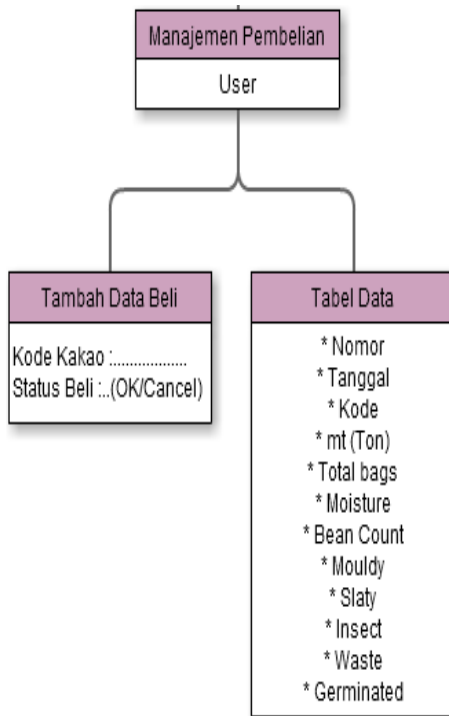 Manajemen Pembelian
User
Tambah Data Beli
Kode Kakao :..................
Status Beli :..(OK/Cancel)
Tabel Data
* Nomor
* Tanggal
* Kode
* mt (Ton)
* Total bags
* Moisture
* Bean Count
* Mouldy
* Slaty
* Insect
* Waste
* Germinated